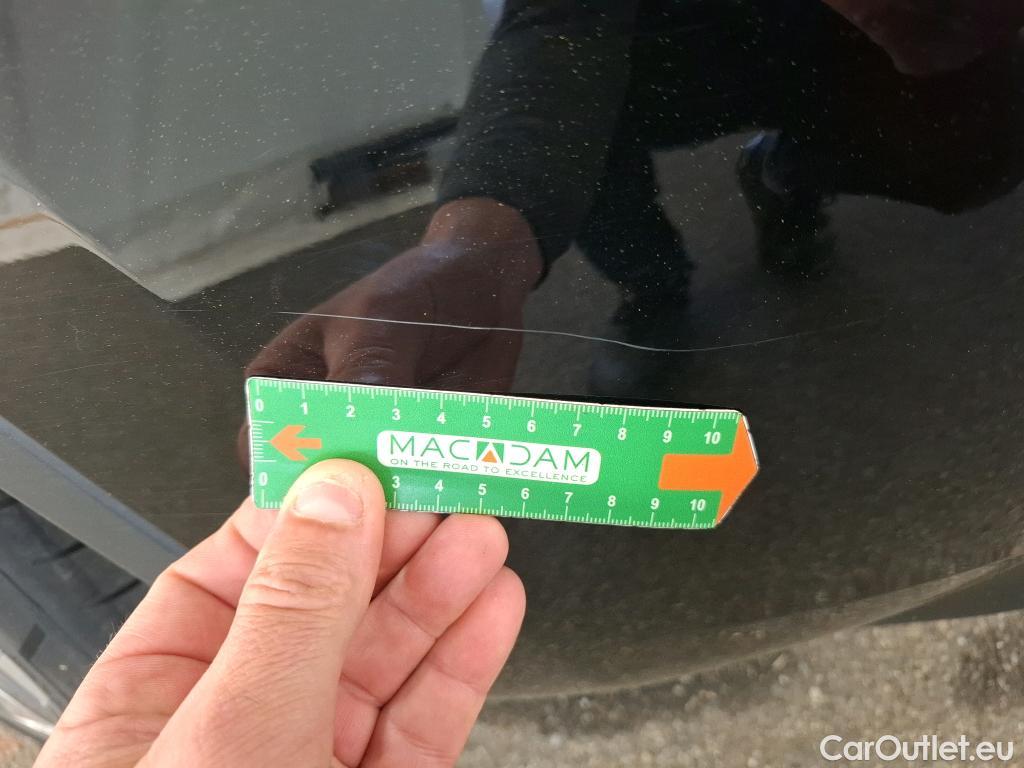 0 1 2 3 4 5 6 7 8 9 10
MACADAM
ON THE ROAD TO EXCELLENCE
0 3 4 5 6 7 8 9 10
CarOutlet.eu